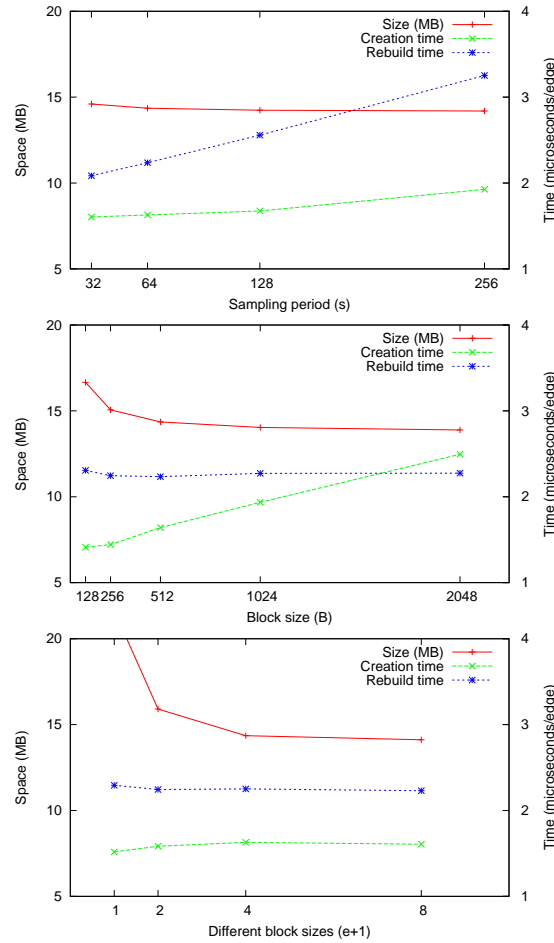 20
15
10
5
4
3
2
1
Space (MB)
Time (microseconds/edge)
Size (MB)
Creation time
Rebuild time
32 64 128 256
Sampling period (s)
20
15
10
5
4
3
2
1
Space (MB)
Time (microseconds/edge)
Size (MB)
Creation time
Rebuild time
128 256 512 1024 2048
Block size (B)
20
15
10
5
4
3
2
1
Space (MB)
Time (microseconds/edge)
Size (MB)
Creation time
Rebuild time
1 2 4 8
Different block sizes (e+1)